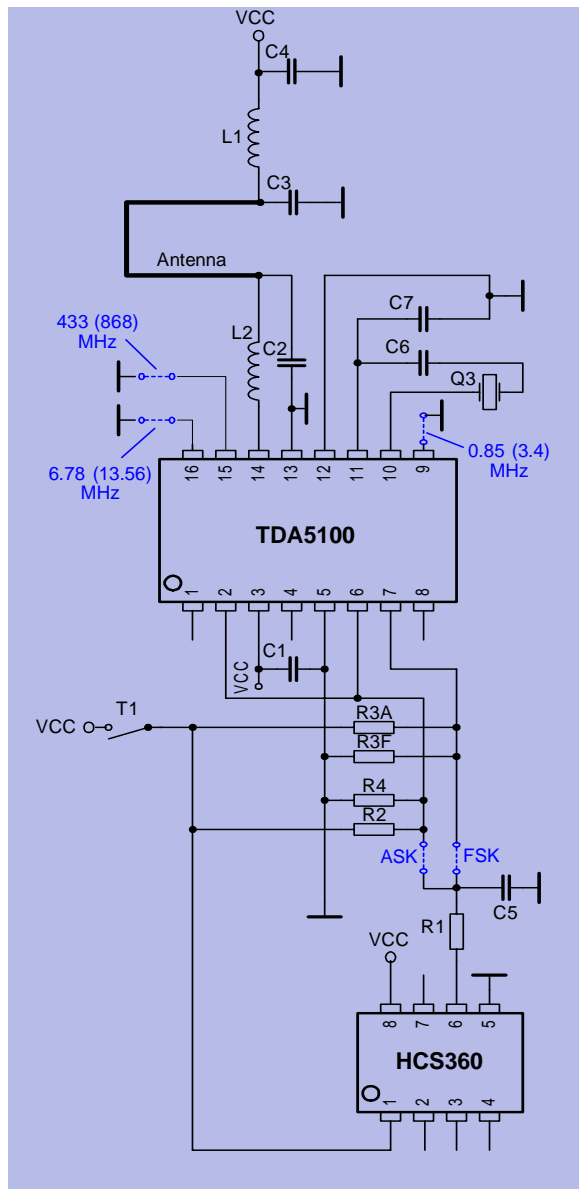 VCC
C4
L1
C3
Antenna
433 (868)
MHz
L2
C2
C7
C6
Q3
6.78 (13.56)
MHz
0.85 (3.4)
MHz
16 15 14 13 12 11 10 9
TDA5100
1 2 3 4 5 6 7 8
C1
VCC
VCC
T1
R3A
R3F
R4
R2
ASK
FSK
C5
R1
VCC
8 7 6 5
HCS360
1 2 3 4